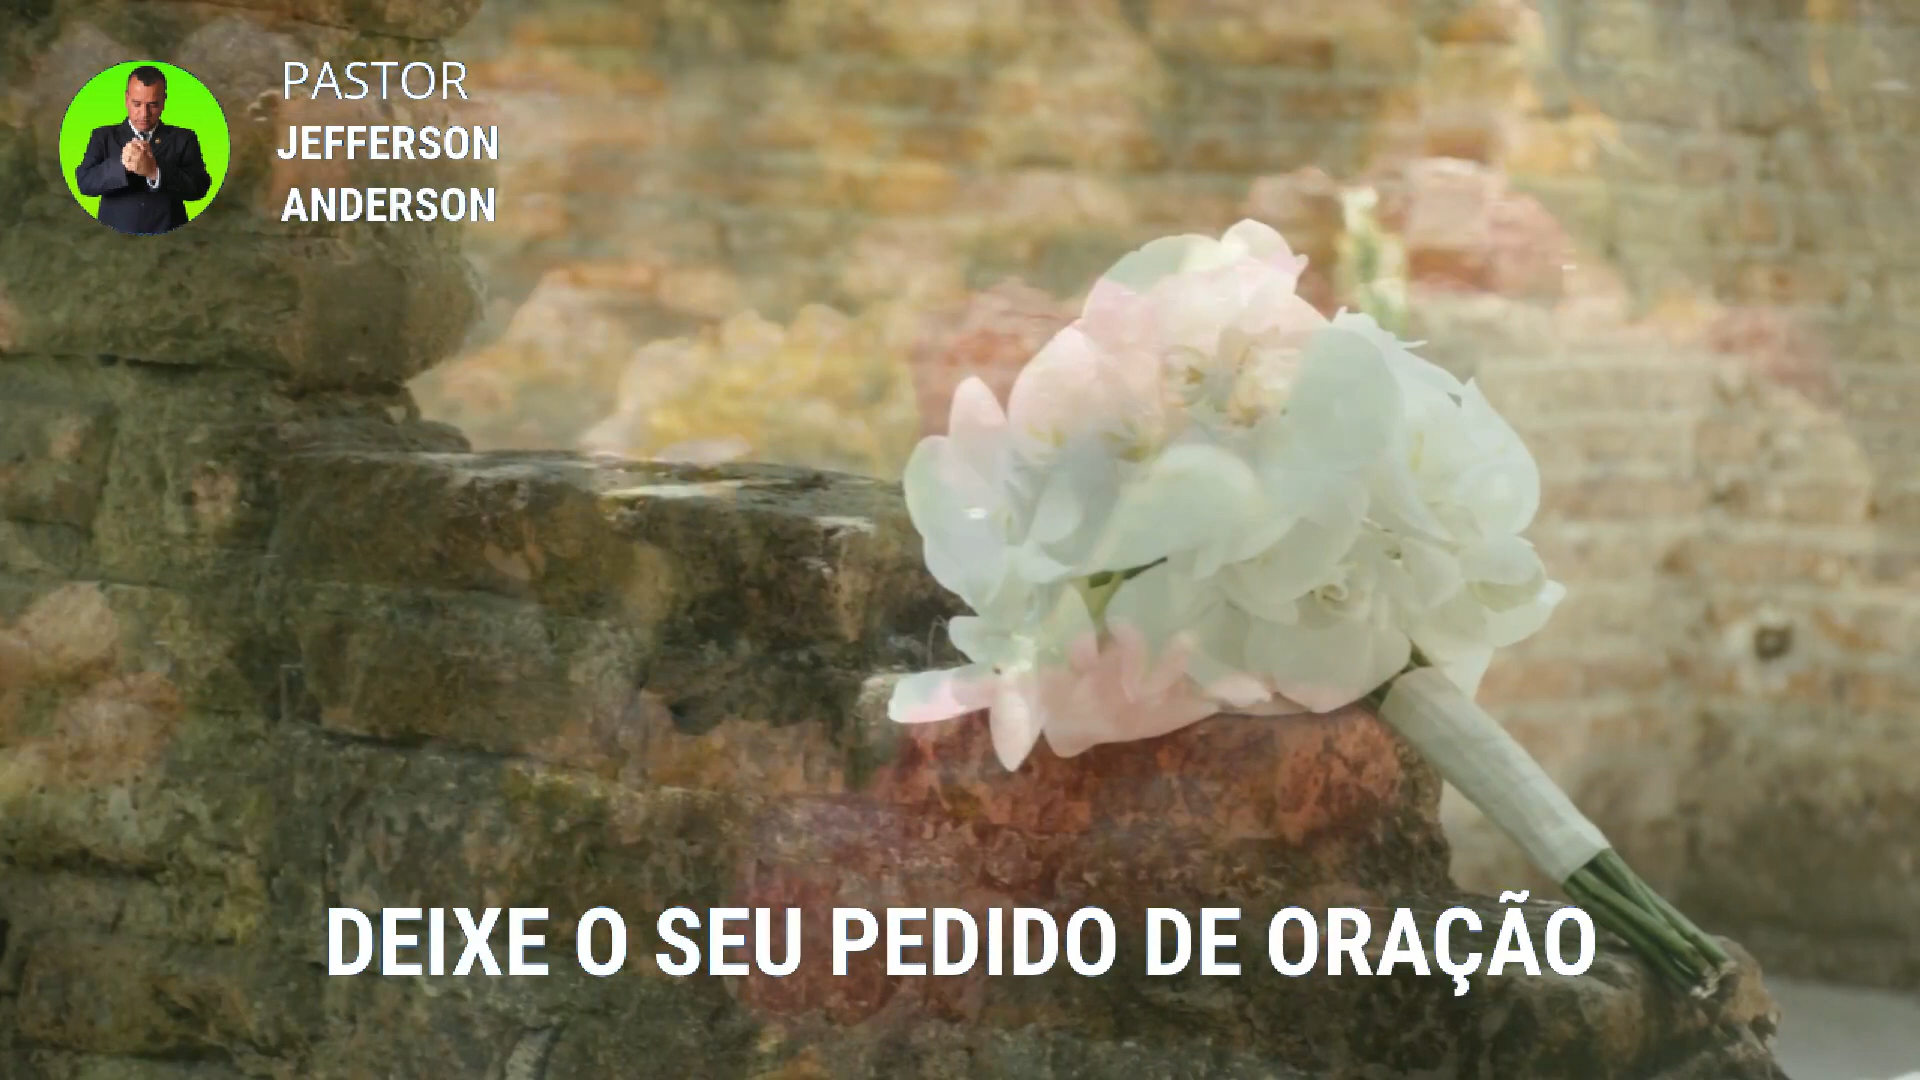 PASTOR
JEFFERSON
ANDERSON
DEIXE O SEU PEDIDO DE ORAÇÃO